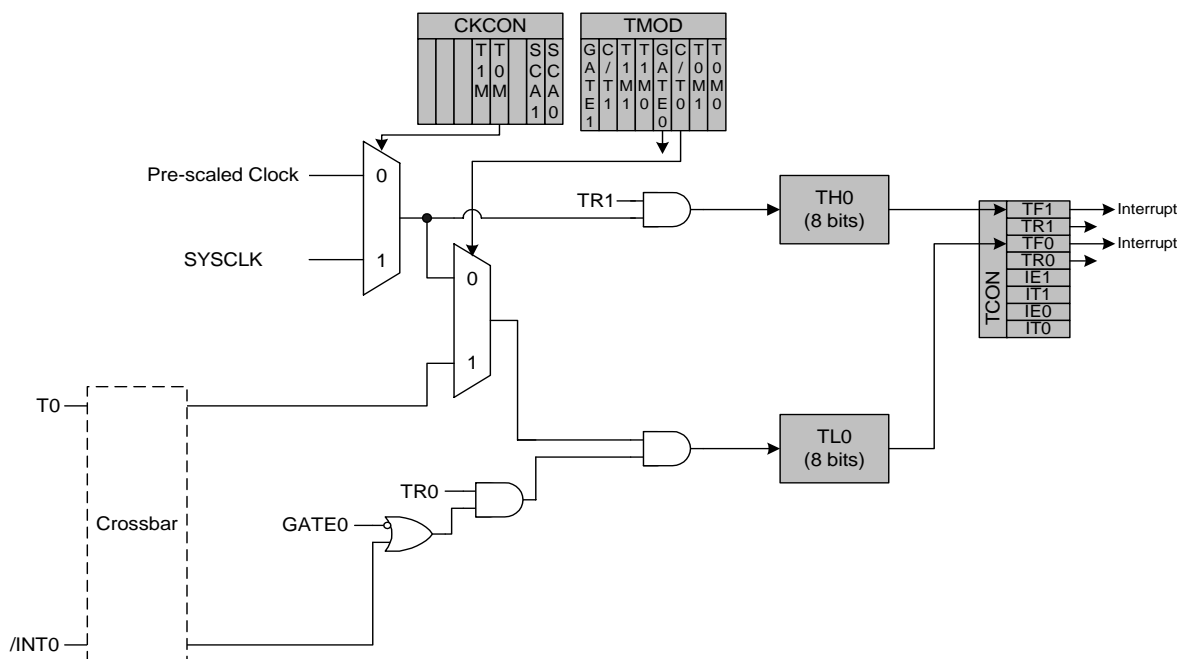 CKCON
T1M
T0M
SCA1
SCA0
TMOD
GATE1
C/T1
T1M1
T1M0
GATE0
C/T0
T0M1
T0M0
Pre-scaled Clock
0
SYSCLK
1
TR1
TH0
(8 bits)
TCON
TF1
TR1
TF0
TR0
IE1
IT1
IE0
IT0
Interrupt
Interrupt
0
1
T0
Crossbar
TL0
(8 bits)
TR0
GATE0
/INT0